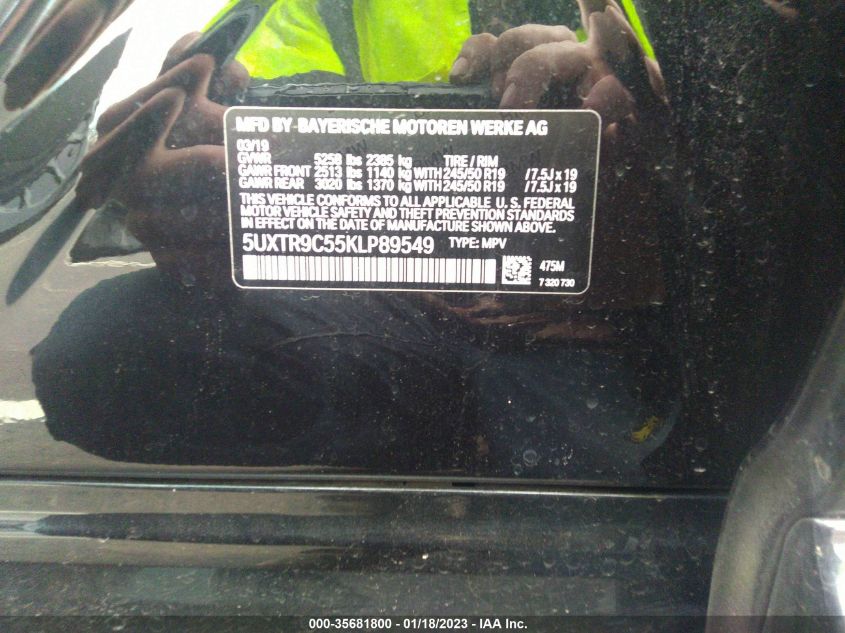 MFD BY BAYERISCHE MOTOREN WERKE AG
03/19
GVWR 5258 lbs 2385 kg TIRE / RIM
GAWR FRONT 2513 lbs 1140 kg WITH 245/50 R19 / 7.5J x 19
GAWR REAR 3020 lbs 1370 kg WITH 245/50 R19 / 7.5J x 19
THIS VEHICLE CONFORMS TO ALL APPLICABLE U. S. FEDERAL
MOTOR VEHICLE SAFETY AND THEFT PREVENTION STANDARDS
IN EFFECT ON THE DATE OF MANUFACTURE SHOWN ABOVE.
5UXTR9C55KLP89549 TYPE: MPV
475M
7 320 730
000-35681800 - 01/18/2023 - © IAA Inc.